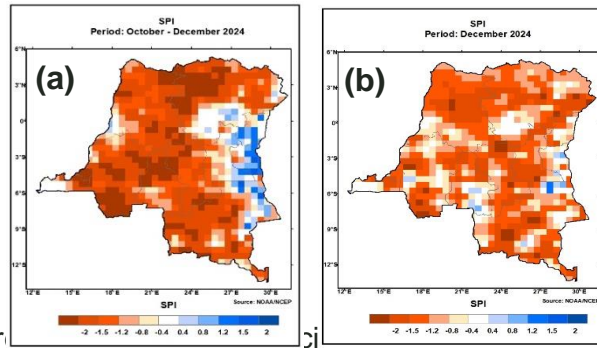 SPI
Period: October - December 2024
(a)
6°N
3°N
0°
3°S
6°S
9°S
12°S
12°E 15°E 18°E 21°E 24°E 27°E 30°E
SPI
Source: NOAA/NCEP
-2 -1.5 -1.2 -0.8 -0.4 0.4 0.8 1.2 1.5 2
SPI
Period: December 2024
(b)
6°N
3°N
0°
3°S
6°S
9°S
12°S
12°E 15°E 18°E 21°E 24°E 27°E 30°E
SPI
Source: NOAA/NCEP
-2 -1.5 -1.2 -0.8 -0.4 0.4 0.8 1.2 1.5 2
ci